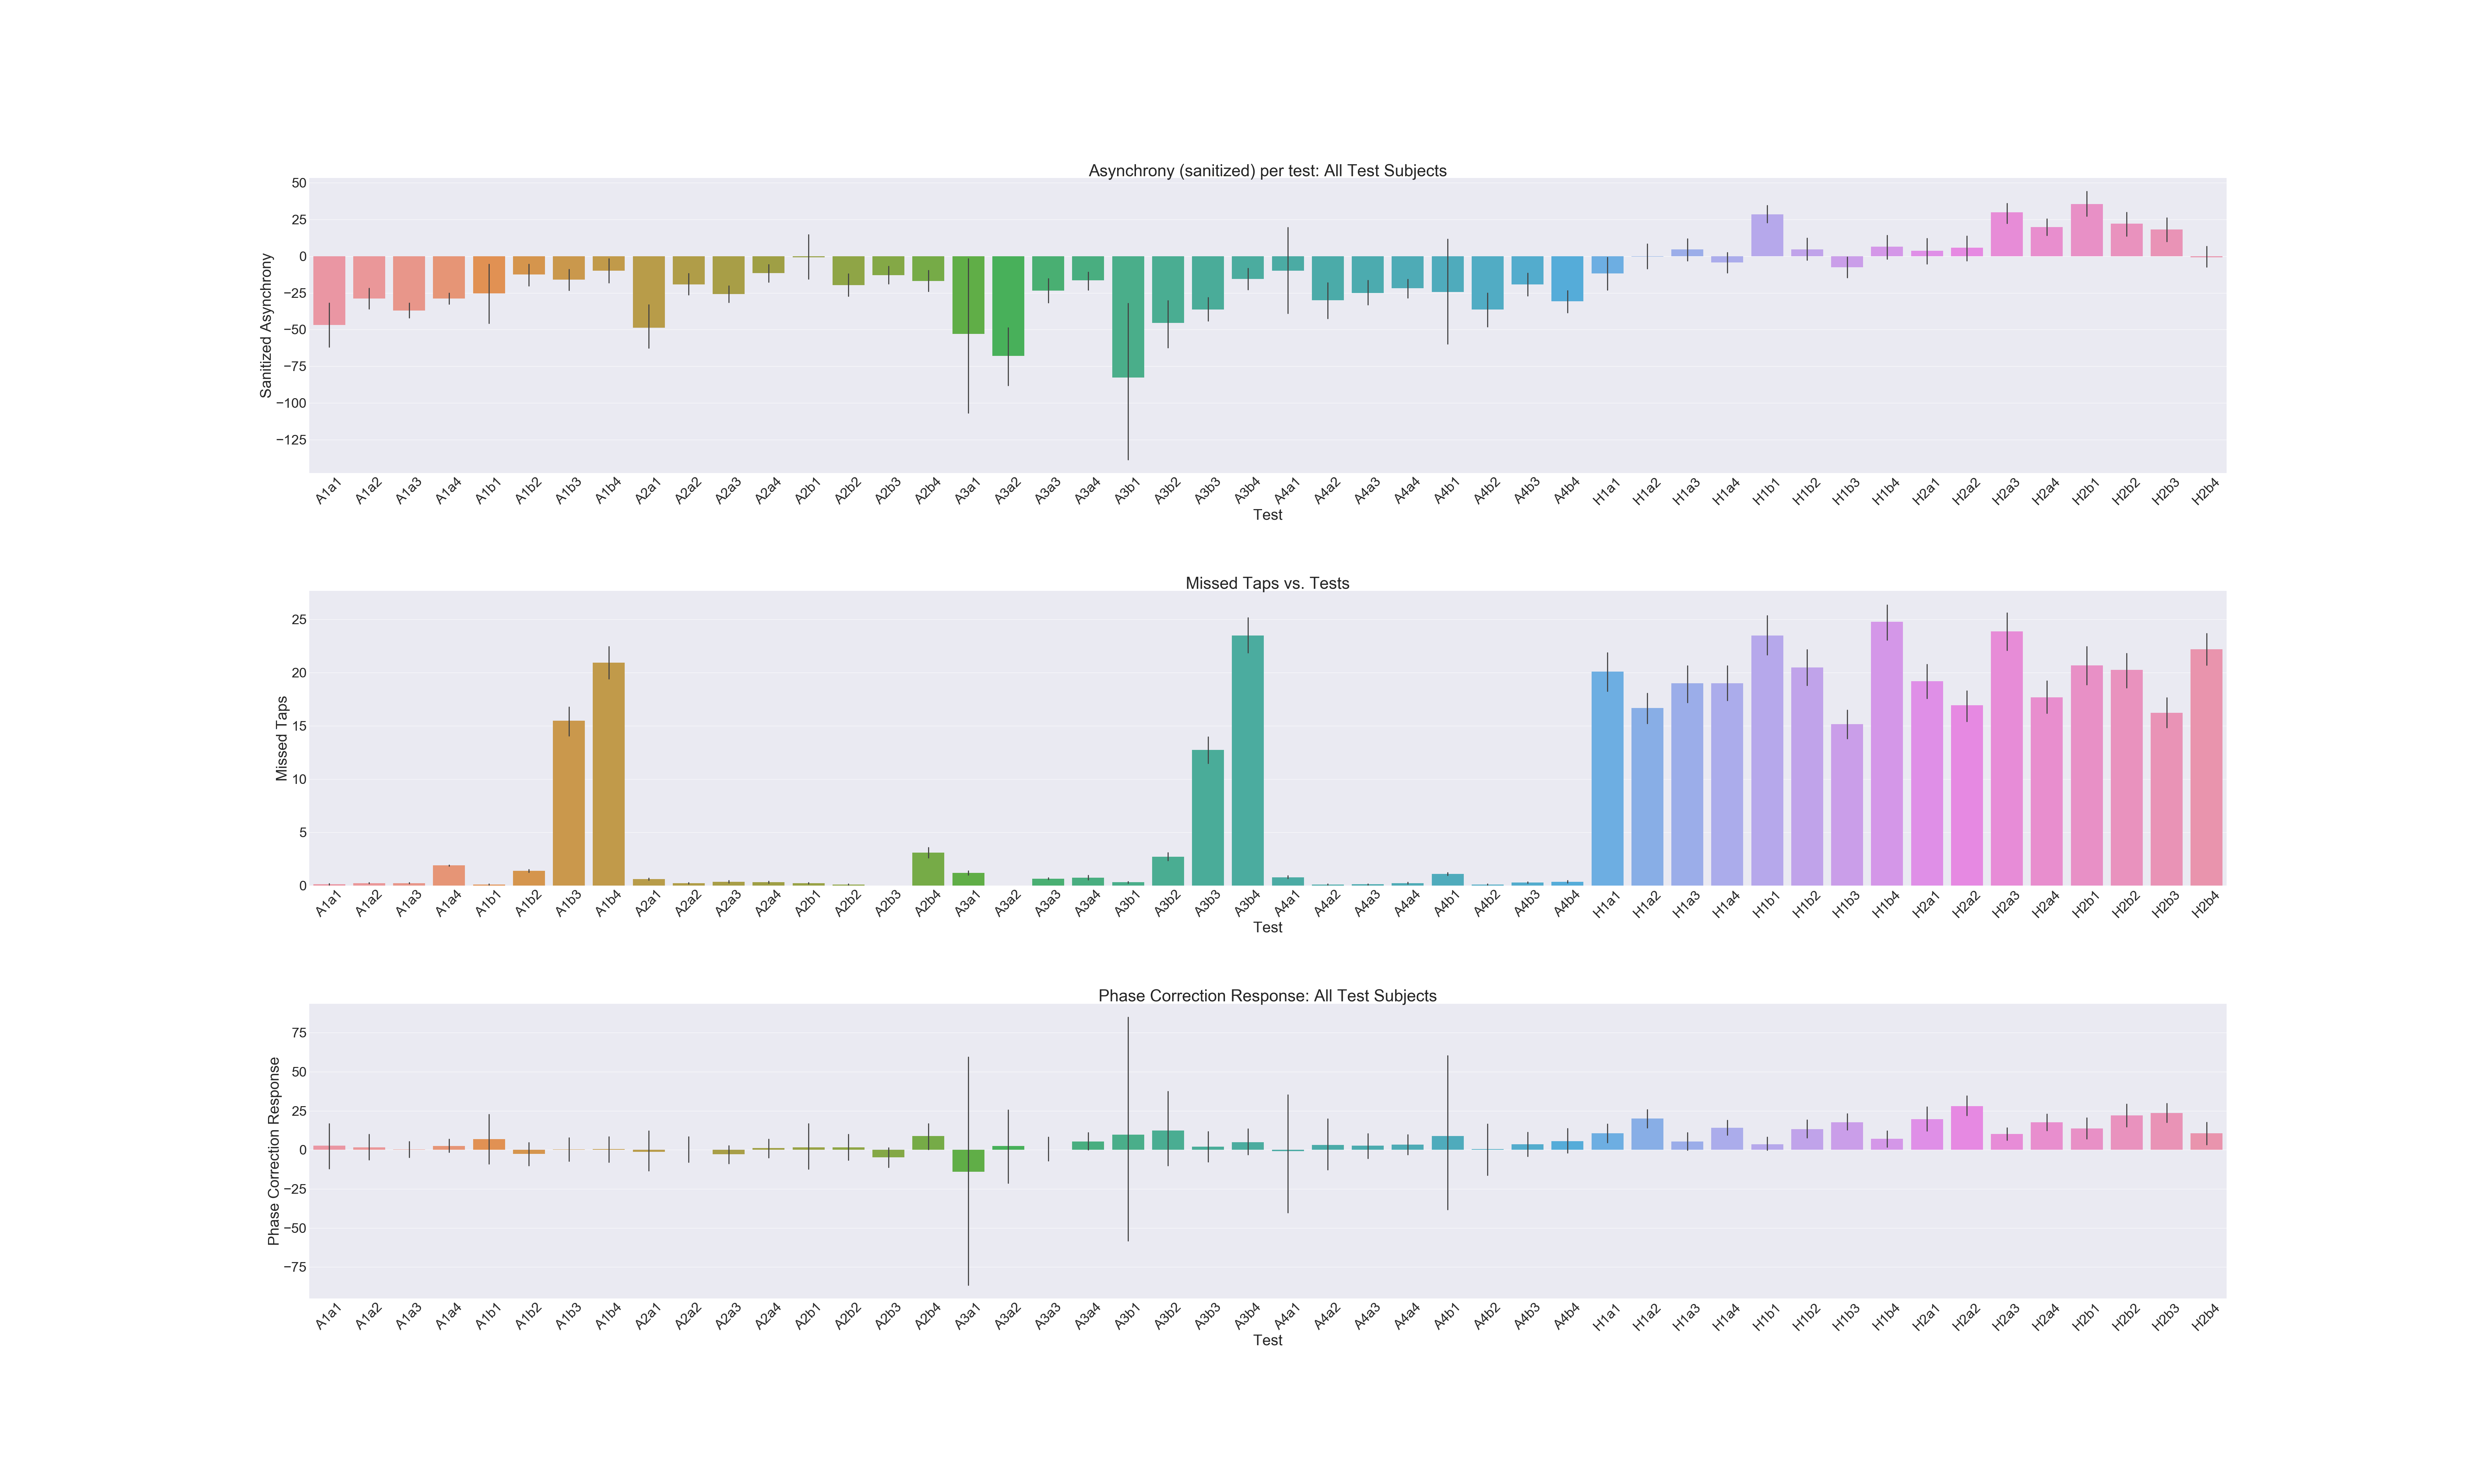 Asynchrony (sanitized) per test: All Test Subjects
Sanitized Asynchrony
50
25
0
−25
−50
−75
−100
−125
A1a1 A1a2 A1a3 A1a4 A1b1 A1b2 A1b3 A1b4 A2a1 A2a2 A2a3 A2a4 A2b1 A2b2 A2b3 A2b4 A3a1 A3a2 A3a3 A3a4 A3b1 A3b2 A3b3 A3b4 A4a1 A4a2 A4a3 A4a4 A4b1 A4b2 A4b3 A4b4 H1a1 H1a2 H1a3 H1a4 H1b1 H1b2 H1b3 H1b4 H2a1 H2a2 H2a3 H2a4 H2b1 H2b2 H2b3 H2b4
Test
Missed Taps vs. Tests
Missed Taps
25
20
15
10
5
0
A1a1 A1a2 A1a3 A1a4 A1b1 A1b2 A1b3 A1b4 A2a1 A2a2 A2a3 A2a4 A2b1 A2b2 A2b3 A2b4 A3a1 A3a2 A3a3 A3a4 A3b1 A3b2 A3b3 A3b4 A4a1 A4a2 A4a3 A4a4 A4b1 A4b2 A4b3 A4b4 H1a1 H1a2 H1a3 H1a4 H1b1 H1b2 H1b3 H1b4 H2a1 H2a2 H2a3 H2a4 H2b1 H2b2 H2b3 H2b4
Test
Phase Correction Response: All Test Subjects
Phase Correction Response
75
50
25
0
−25
−50
−75
A1a1 A1a2 A1a3 A1a4 A1b1 A1b2 A1b3 A1b4 A2a1 A2a2 A2a3 A2a4 A2b1 A2b2 A2b3 A2b4 A3a1 A3a2 A3a3 A3a4 A3b1 A3b2 A3b3 A3b4 A4a1 A4a2 A4a3 A4a4 A4b1 A4b2 A4b3 A4b4 H1a1 H1a2 H1a3 H1a4 H1b1 H1b2 H1b3 H1b4 H2a1 H2a2 H2a3 H2a4 H2b1 H2b2 H2b3 H2b4
Test